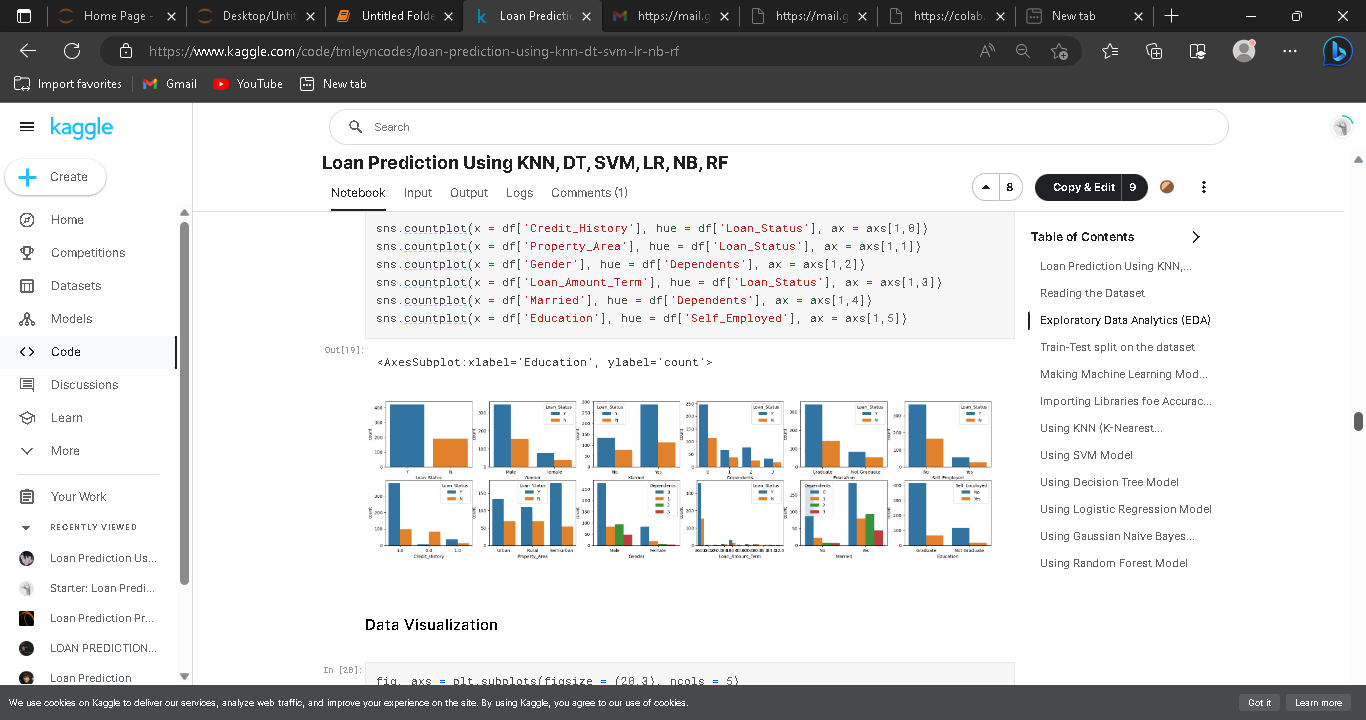 Home Page -
Desktop/Unti
Untitled Folde
Loan Predictio
https://mail.g
https://mail.g
https://colab.
New tab
https://www.kaggle.com/code/tmleyncodes/loan-prediction-using-knn-dt-svm-lr-nb-rf
Import favorites
Gmail
YouTube
New tab
kaggle
Search
Create
Home
Competitions
Datasets
Models
Code
Discussions
Learn
More
Your Work
RECENTLY VIEWED
Loan Prediction Us...
Starter: Loan Predi...
Loan Prediction Pr...
LOAN PREDICTION...
Loan Prediction
Loan Prediction Using KNN, DT, SVM, LR, NB, RF
Notebook Input Output Logs Comments (1)
8
Copy & Edit 9
sns.countplot(x = df['Credit_History'], hue = df['Loan_Status'], ax = axs[1,0])
sns.countplot(x = df['Property_Area'], hue = df['Loan_Status'], ax = axs[1,1])
sns.countplot(x = df['Gender'], hue = df['Dependents'], ax = axs[1,2])
sns.countplot(x = df['Loan_Amount_Term'], hue = df['Loan_Status'], ax = axs[1,3])
sns.countplot(x = df['Married'], hue = df['Dependents'], ax = axs[1,4])
sns.countplot(x = df['Education'], hue = df['Self_Employed'], ax = axs[1,5])
Out[19]:
<AxesSubplot:xlabel='Education', ylabel='count'>
Loan_Status
Gender
Married
Dependents
Education
Self_Employed
Credit_History
Property_Area
Gender
Loan_Amount_Term
Married
Education
Data Visualization
In [20]:
fig, axs = plt.subplots(figsize = (20,3), ncols = 5)
Table of Contents
Loan Prediction Using KNN,...
Reading the Dataset
Exploratory Data Analytics (EDA)
Train-Test split on the dataset
Making Machine Learning Mod...
Importing Libraries foe Accurac...
Using KNN (K-Nearest...
Using SVM Model
Using Decision Tree Model
Using Logistic Regression Model
Using Gaussian Naive Bayes...
Using Random Forest Model
We use cookies on Kaggle to deliver our services, analyze web traffic, and improve your experience on the site. By using Kaggle, you agree to our use of cookies.
Got it
Learn more